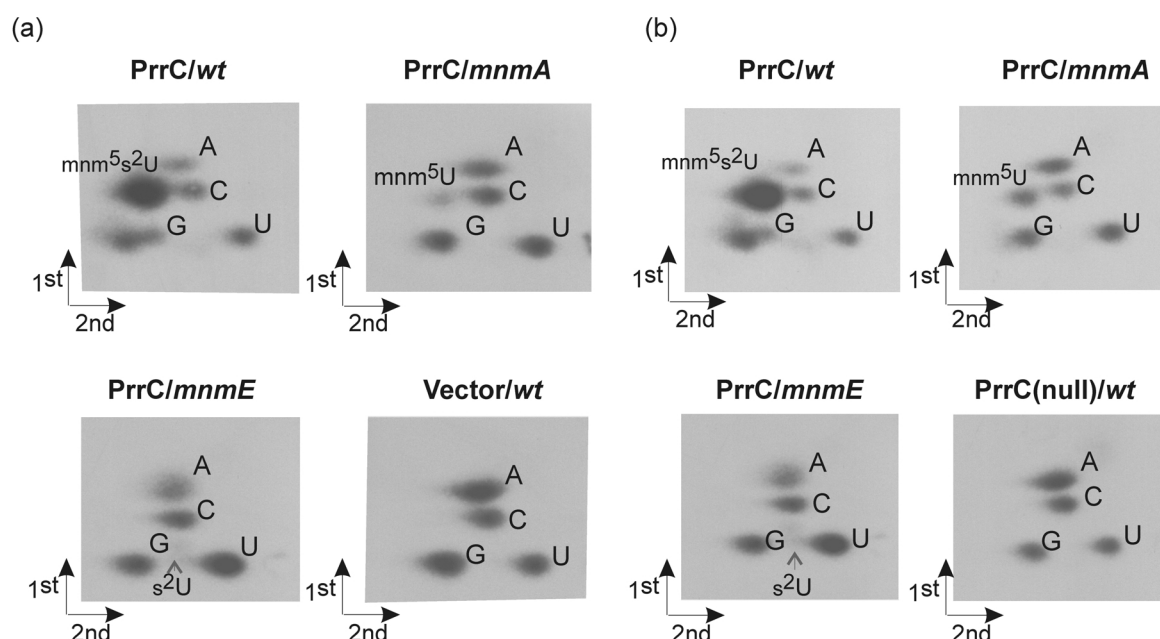 (a)
(b)
PrrC/wt
PrrC/mnmA
PrrC/wt
PrrC/mnmA
A
mnm5s2U
C
G
U
1st
2nd
A
mnm5U
C
G
U
1st
2nd
A
mnm5s2U
C
G
U
1st
2nd
A
mnm5U
C
G
U
1st
2nd
PrrC/mnmE
Vector/wt
PrrC/mnmE
PrrC(null)/wt
A
C
G
U
s2U
1st
2nd
A
C
G
U
1st
2nd
A
C
G
U
s2U
1st
2nd
A
C
G
U
1st
2nd